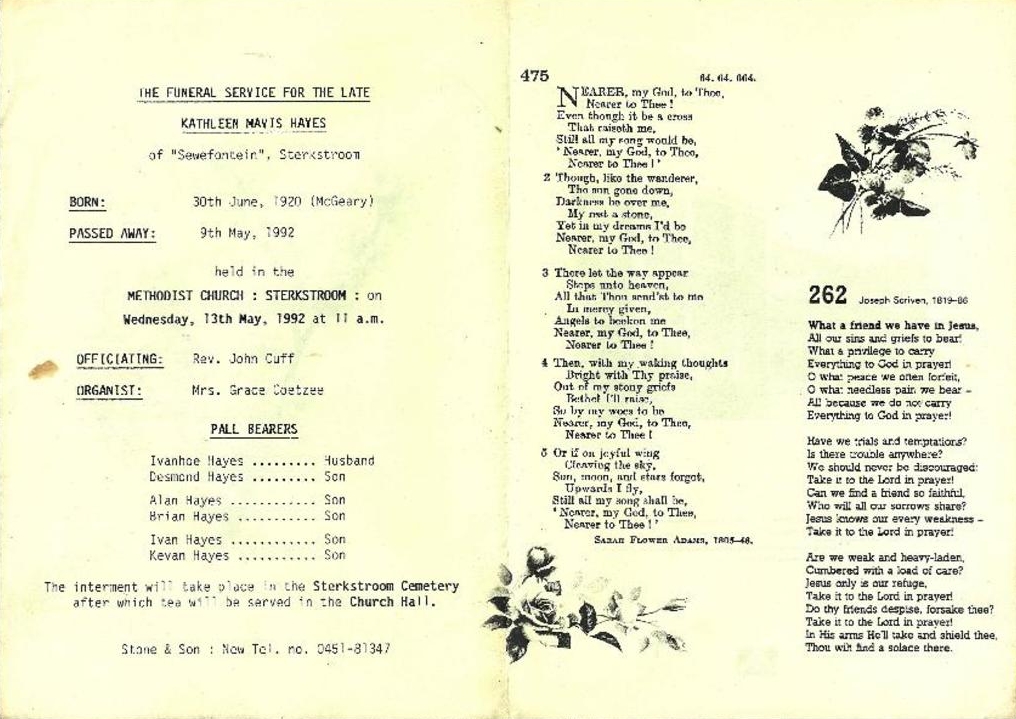 THE FUNERAL SERVICE FOR THE LATE
KATHLEEN MAVIS HAYES
of "Sewefontein", Sterkstroom
BORN: 30th June, 1920 (McGeary)
PASSED AWAY: 9th May, 1992
held in the
METHODIST CHURCH : STERKSTROOM : on
Wednesday, 13th May, 1992 at 11 a.m.
OFFICIATING: Rev. John Cuff
ORGANIST: Mrs. Grace Coetzee
PALL BEARERS
Ivanhoe Hayes ......... Husband
Desmond Hayes ......... Son
Alan Hayes ............ Son
Brian Hayes ........... Son
Ivan Hayes ............ Son
Kevan Hayes ........... Son
The interment will take place in the Sterkstroom Cemetery
after which tea will be served in the Church Hall.
Stone & Son : New Tel. no. 0451-81347
475 64. 64. 664.
NEARER, my God, to Thee,
Nearer to Thee!
Even though it be a cross
That raiseth me,
Still all my song would be,
'Nearer, my God, to Thee,
Nearer to Thee!'
2 Though, like the wanderer,
The sun gone down,
Darkness be over me,
My rest a stone,
Yet in my dreams I'd be
Nearer, my God, to Thee,
Nearer to Thee!
3 There let the way appear
Steps unto heaven,
All that Thou send'st to me
In mercy given,
Angels to beckon me
Nearer, my God, to Thee,
Nearer to Thee!
4 Then, with my waking thoughts
Bright with Thy praise,
Out of my stony griefs
Bethel I'll raise,
So by my woes to be
Nearer, my God, to Thee,
Nearer to Thee!
5 Or if on joyful wing
Cleaving the sky,
Sun, moon, and stars forgot,
Upwards I fly,
Still all my song shall be,
'Nearer, my God, to Thee,
Nearer to Thee!'
SARAH FLOWER ADAMS, 1805-48.
262 Joseph Scriven, 1819-86
What a friend we have in Jesus,
All our sins and griefs to bear!
What a privilege to carry
Everything to God in prayer!
O what peace we often forfeit,
O what needless pain we bear –
All because we do not carry
Everything to God in prayer!
Have we trials and temptations?
Is there trouble anywhere?
We should never be discouraged:
Take it to the Lord in prayer!
Can we find a friend so faithful,
Who will all our sorrows share?
Jesus knows our every weakness –
Take it to the Lord in prayer!
Are we weak and heavy-laden,
Cumbered with a load of care?
Jesus only is our refuge,
Take it to the Lord in prayer!
Do thy friends despise, forsake thee?
Take it to the Lord in prayer!
In His arms He'll take and shield thee,
Thou wilt find a solace there.